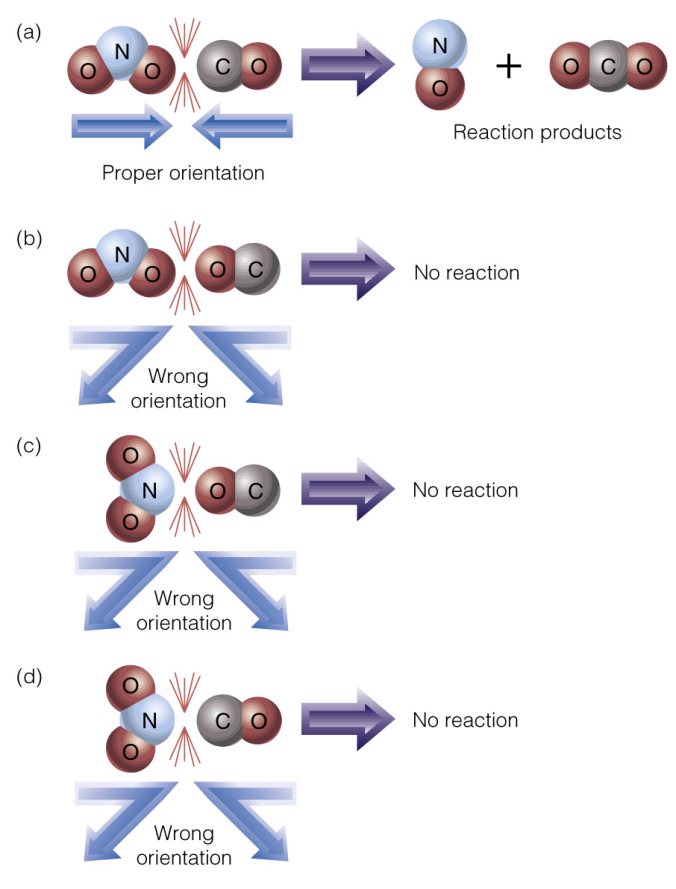 (a)
O N O C O N O + O C O
Reaction products
Proper orientation
(b)
O N O O C
No reaction
Wrong
orientation
(c)
O N O O C
No reaction
Wrong
orientation
(d)
O N O C O
No reaction
Wrong
orientation